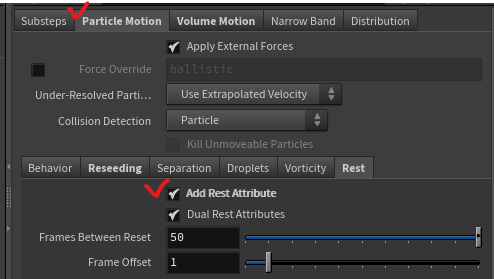 Substeps Particle Motion Volume Motion Narrow Band Distribution
Apply External Forces
Force Override ballistic
Under-Resolved Parti... Use Extrapolated Velocity
Collision Detection Particle
Kill Unmoveable Particles
Behavior Reseeding Separation Droplets Vorticity Rest
Add Rest Attribute
Dual Rest Attributes
Frames Between Reset 50
Frame Offset 1